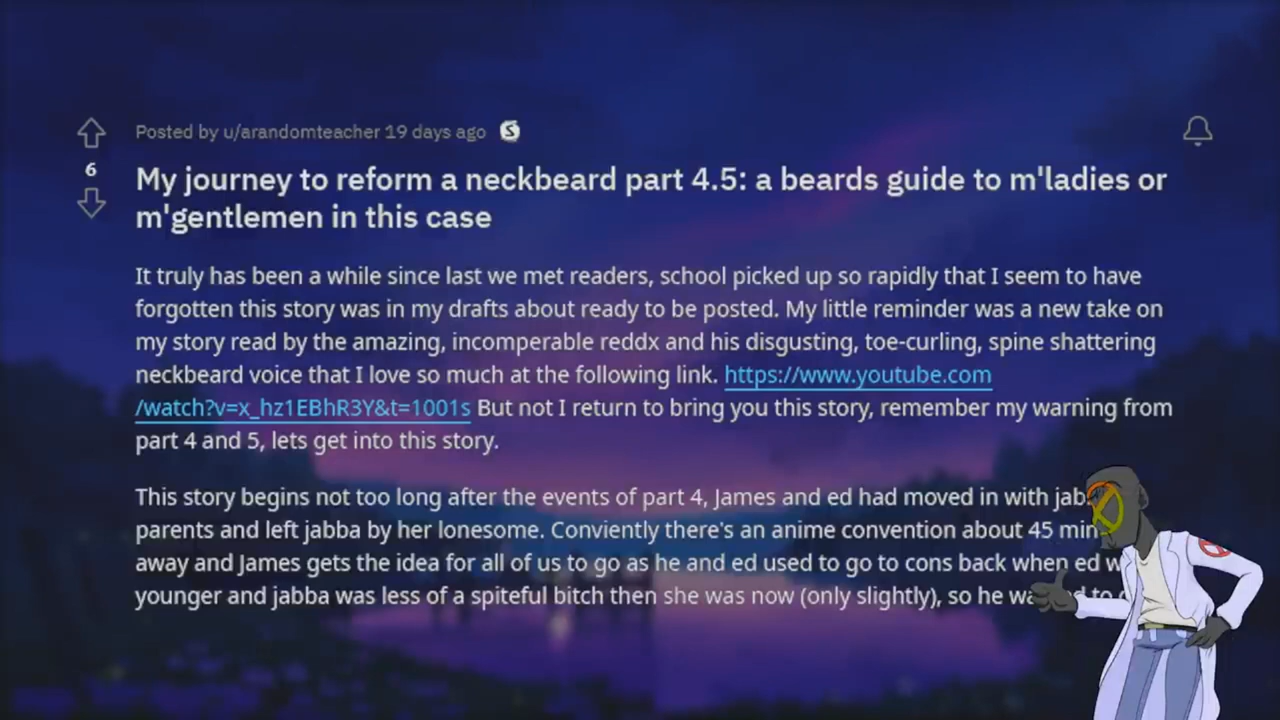 Posted by u/arandomteacher 19 days ago
6
My journey to reform a neckbeard part 4.5: a beards guide to m'ladies or
m'gentlemen in this case
It truly has been a while since last we met readers, school picked up so rapidly that I seem to have
forgotten this story was in my drafts about ready to be posted. My little reminder was a new take on
my story read by the amazing, incomperable reddx and his disgusting, toe-curling, spine shattering
neckbeard voice that I love so much at the following link. https://www.youtube.com
/watch?v=x_hz1EBhR3Y&t=1001s But not I return to bring you this story, remember my warning from
part 4 and 5, lets get into this story.
This story begins not too long after the events of part 4, James and ed had moved in with
parents and left jabba by her lonesome. Conviently there's an anime convention about 45
away and James gets the idea for all of us to go as he and ed used to go to cons back when ed
younger and jabba was less of a spiteful bitch then she was now (only slightly), so he